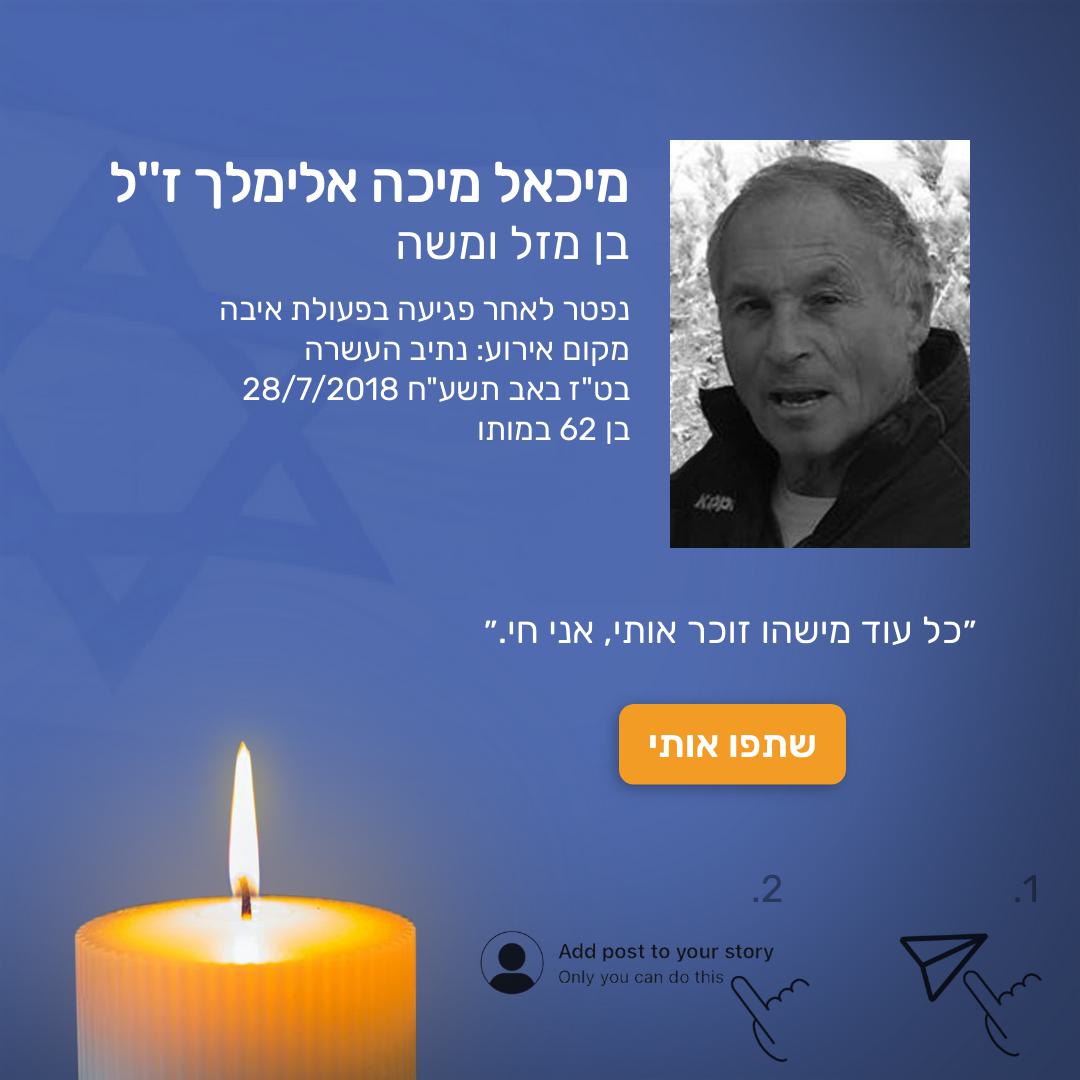 מיכאל מיכה אלימלך ז"ל
בן מזל ומשה
נפטר לאחר פגיעה בפעולת איבה
מקום אירוע: נתיב העשרה
בט"ז באב תשע"ח 28/7/2018
בן 62 במותו
Kappa
״כל עוד מישהו זוכר אותי, אני חי.״
שתפו אותי
1.
2.
Add post to your story
Only you can do this